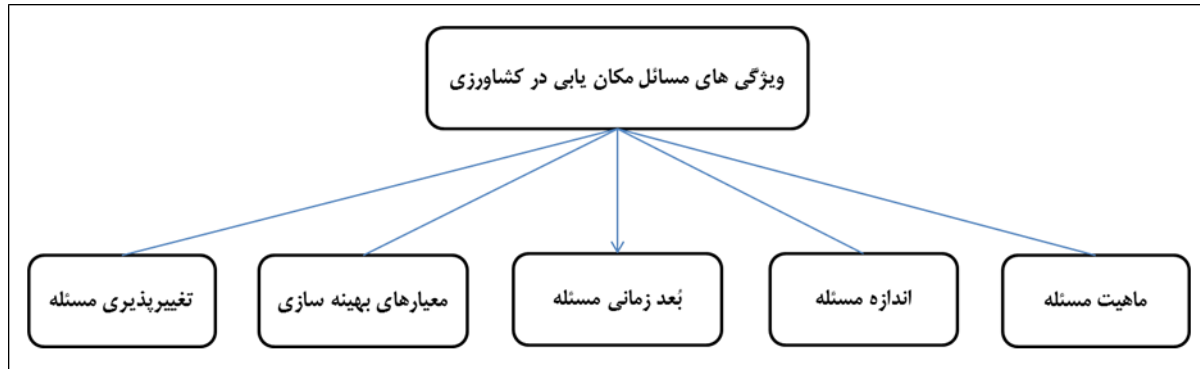 ویژگی های مسائل مکان یابی در کشاورزی
ماهیت مسئله
اندازه مسئله
بُعد زمانی مسئله
معیارهای بهینه سازی
تغییرپذیری مسئله